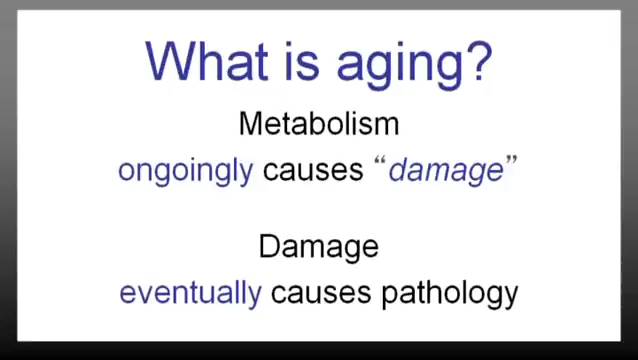 What is aging?
Metabolism
ongoingly causes “damage”
Damage
eventually causes pathology